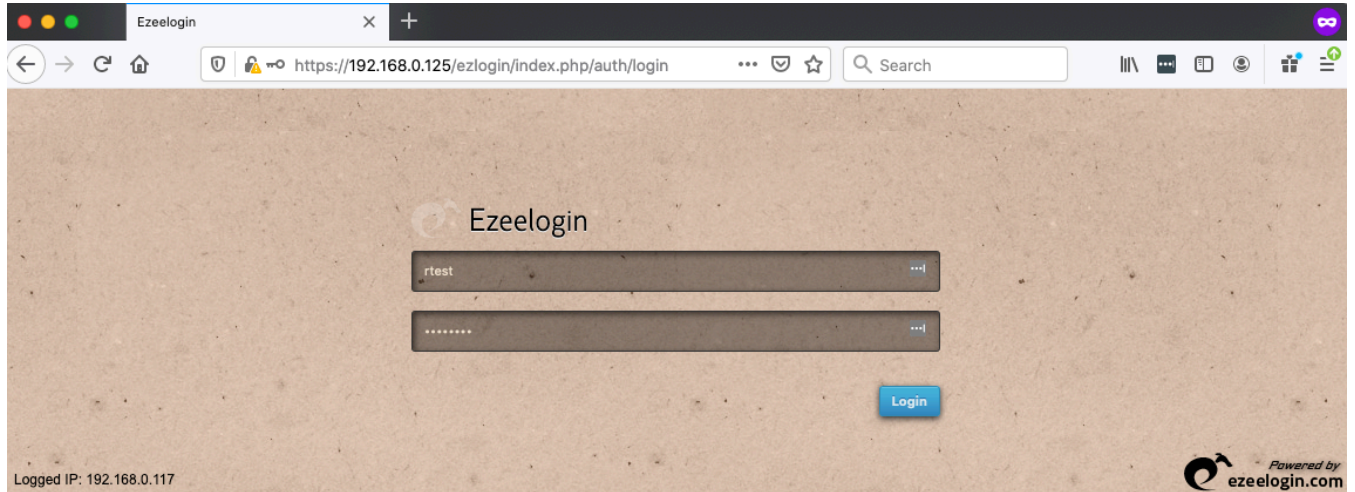 Ezeelogin
https://192.168.0.125/ezlogin/index.php/auth/login
Search
Ezeelogin
rtest
••••••••
Login
Logged IP: 192.168.0.117
Powered by
ezeelogin.com